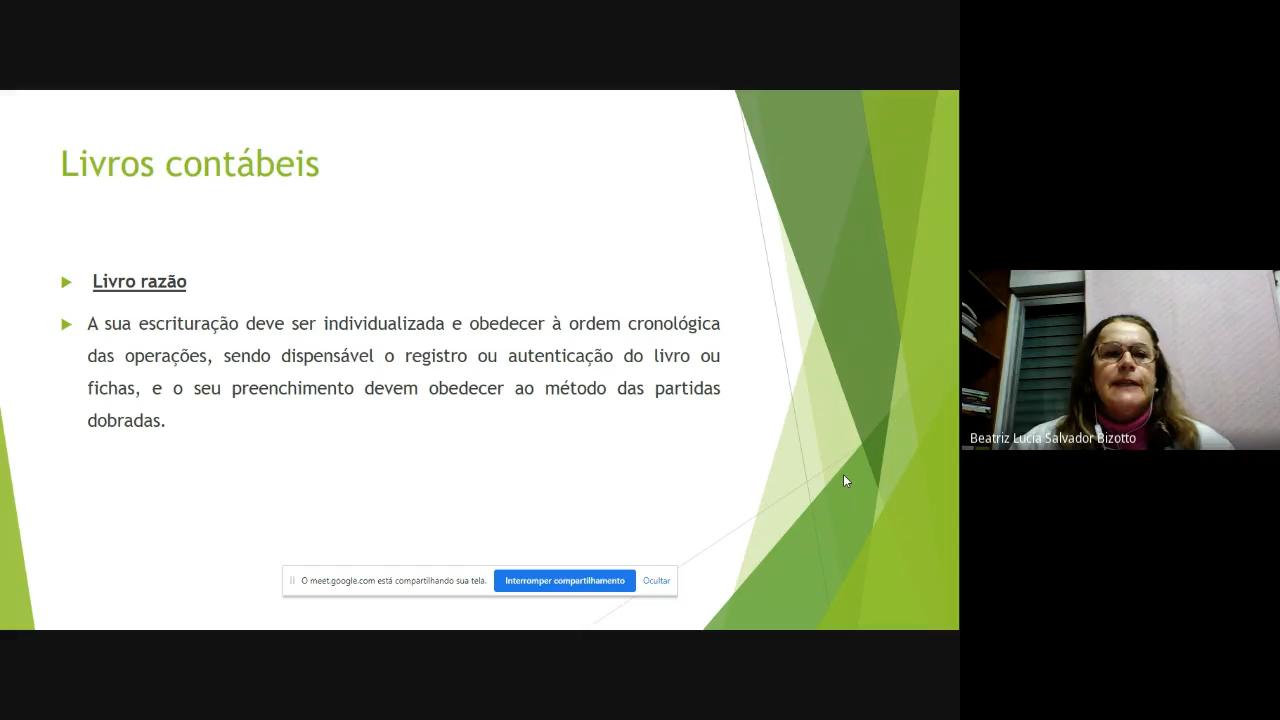 Livros contábeis
Livro razão
A sua escrituração deve ser individualizada e obedecer à ordem cronológica
das operações, sendo dispensável o registro ou autenticação do livro ou
fichas, e o seu preenchimento devem obedecer ao método das partidas
dobradas.
O meet.google.com está compartilhando sua tela. Interromper compartilhamento Ocultar
Beatriz Lucia Salvador Bizotto